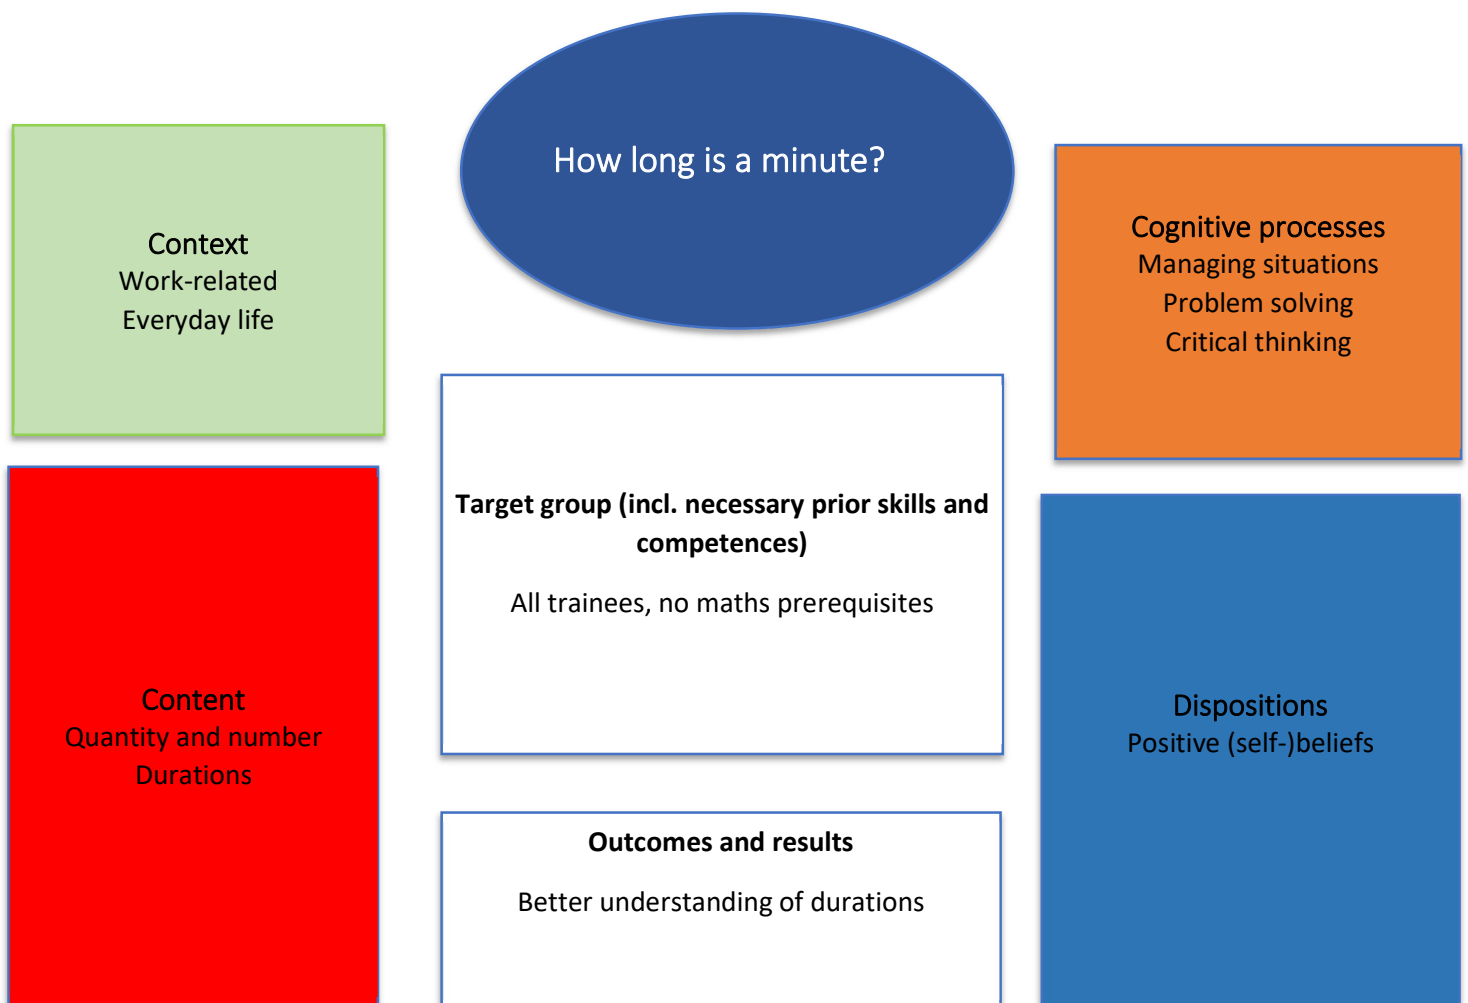 How long is a minute?
Context
Work-related
Everyday life
Cognitive processes
Managing situations
Problem solving
Critical thinking
Target group (incl. necessary prior skills and
competences)
All trainees, no maths prerequisites
Content
Quantity and number
Durations
Dispositions
Positive (self-)beliefs
Outcomes and results
Better understanding of durations